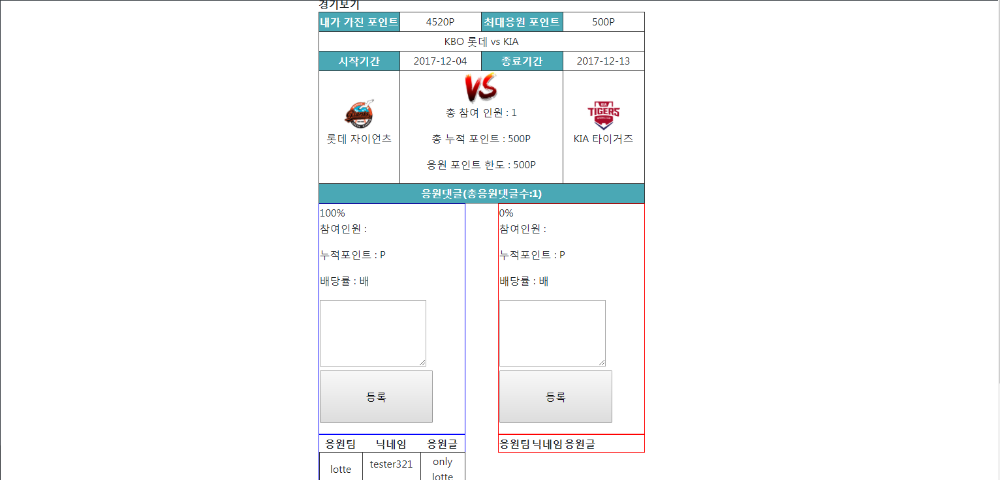 경기보기
내가 가진 포인트 4520P 최대응원 포인트 500P
KBO 롯데 vs KIA
시작기간 2017-12-04 종료기간 2017-12-13
VS
총 참여 인원 : 1
Giants
KIA
TIGERS
롯데 자이언츠 총 누적 포인트 : 500P KIA 타이거즈
응원 포인트 한도 : 500P
응원댓글(총응원댓글수:1)
100%
참여인원 :
누적포인트 : P
배당률 : 배
등록
0%
참여인원 :
누적포인트 : P
배당률 : 배
등록
응원팀 닉네임 응원글
lotte tester321 only
lotte
응원팀 닉네임 응원글